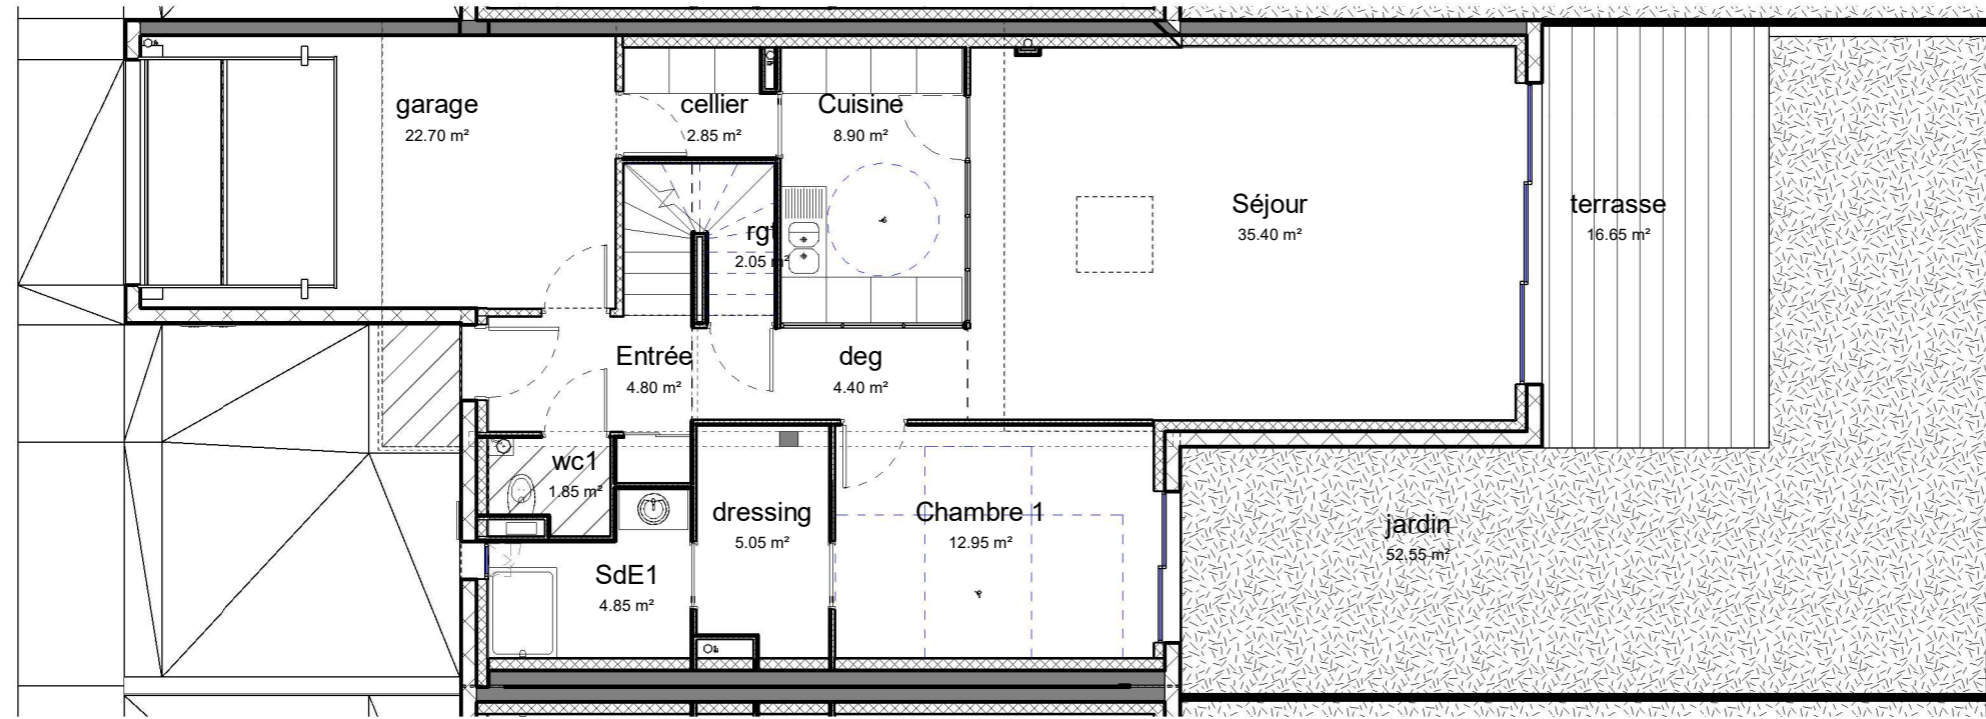 garage
22.70 m²
cellier
2.85 m²
Cuisine
8.90 m²
Séjour
35.40 m²
terrasse
16.65 m²
rgt
2.05 m²
Entrée
4.80 m²
deg
4.40 m²
wc1
1.85 m²
dressing
5.05 m²
Chambre 1
12.95 m²
jardin
52.55 m²
SdE1
4.85 m²